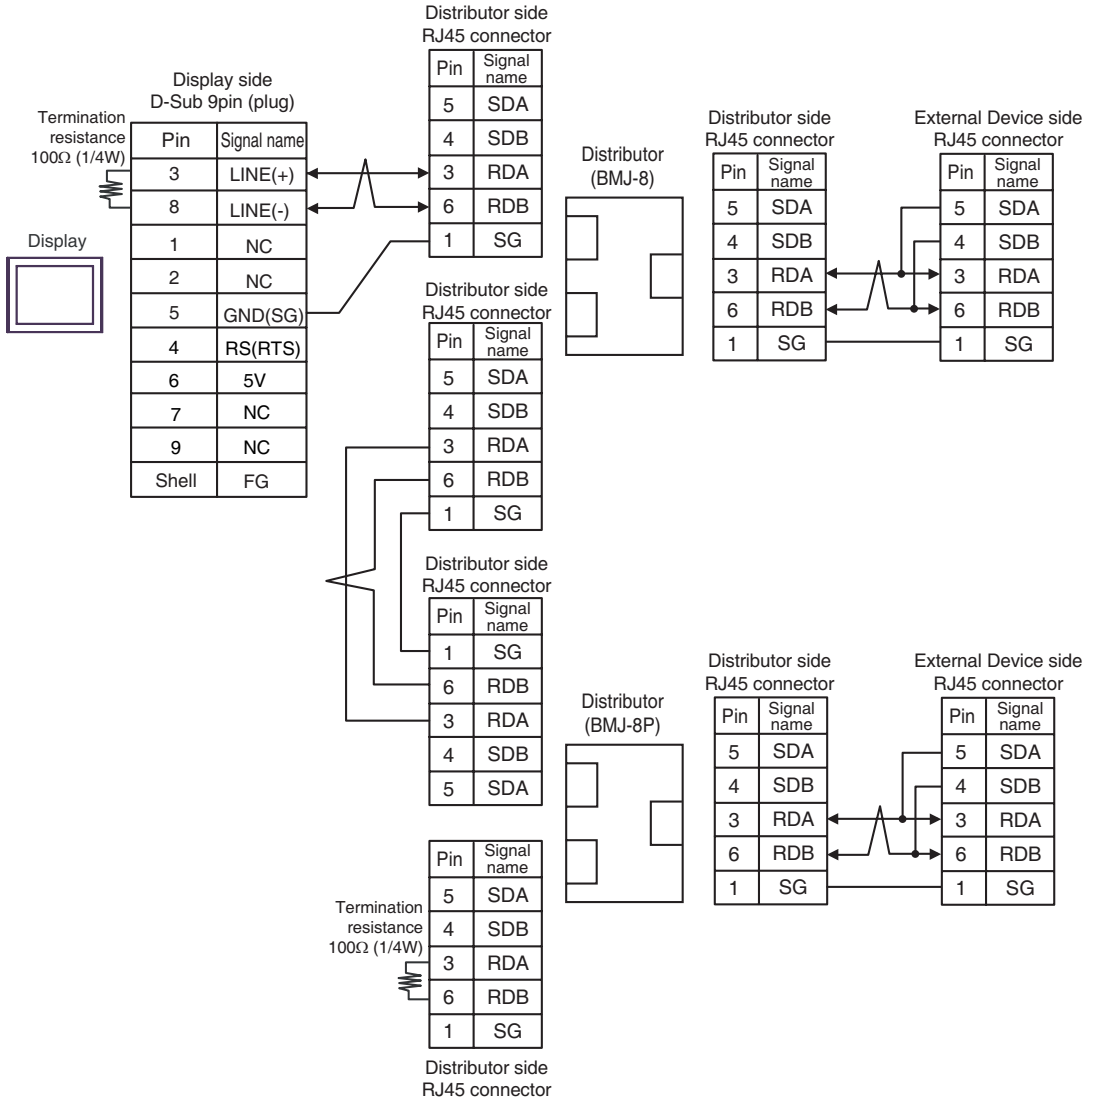 Display side
D-Sub 9pin (plug)
Termination
resistance
100Ω (1/4W)
Pin Signal name
3 LINE(+)
8 LINE(-)
1 NC
2 NC
5 GND(SG)
4 RS(RTS)
6 5V
7 NC
9 NC
Shell FG
Display
Distributor side
RJ45 connector
Pin Signal
name
5 SDA
4 SDB
3 RDA
6 RDB
1 SG
Distributor side
RJ45 connector
Pin Signal
name
5 SDA
4 SDB
3 RDA
6 RDB
1 SG
Distributor
(BMJ-8)
Distributor side
RJ45 connector
Pin Signal
name
5 SDA
4 SDB
3 RDA
6 RDB
1 SG
External Device side
RJ45 connector
Pin Signal
name
5 SDA
4 SDB
3 RDA
6 RDB
1 SG
Distributor side
RJ45 connector
Pin Signal
name
1 SG
6 RDB
3 RDA
4 SDB
5 SDA
Distributor
(BMJ-8P)
Distributor side
RJ45 connector
Pin Signal
name
5 SDA
4 SDB
3 RDA
6 RDB
1 SG
External Device side
RJ45 connector
Pin Signal
name
5 SDA
4 SDB
3 RDA
6 RDB
1 SG
Termination
resistance
100Ω (1/4W)
Pin Signal
name
5 SDA
4 SDB
3 RDA
6 RDB
1 SG
Distributor side
RJ45 connector